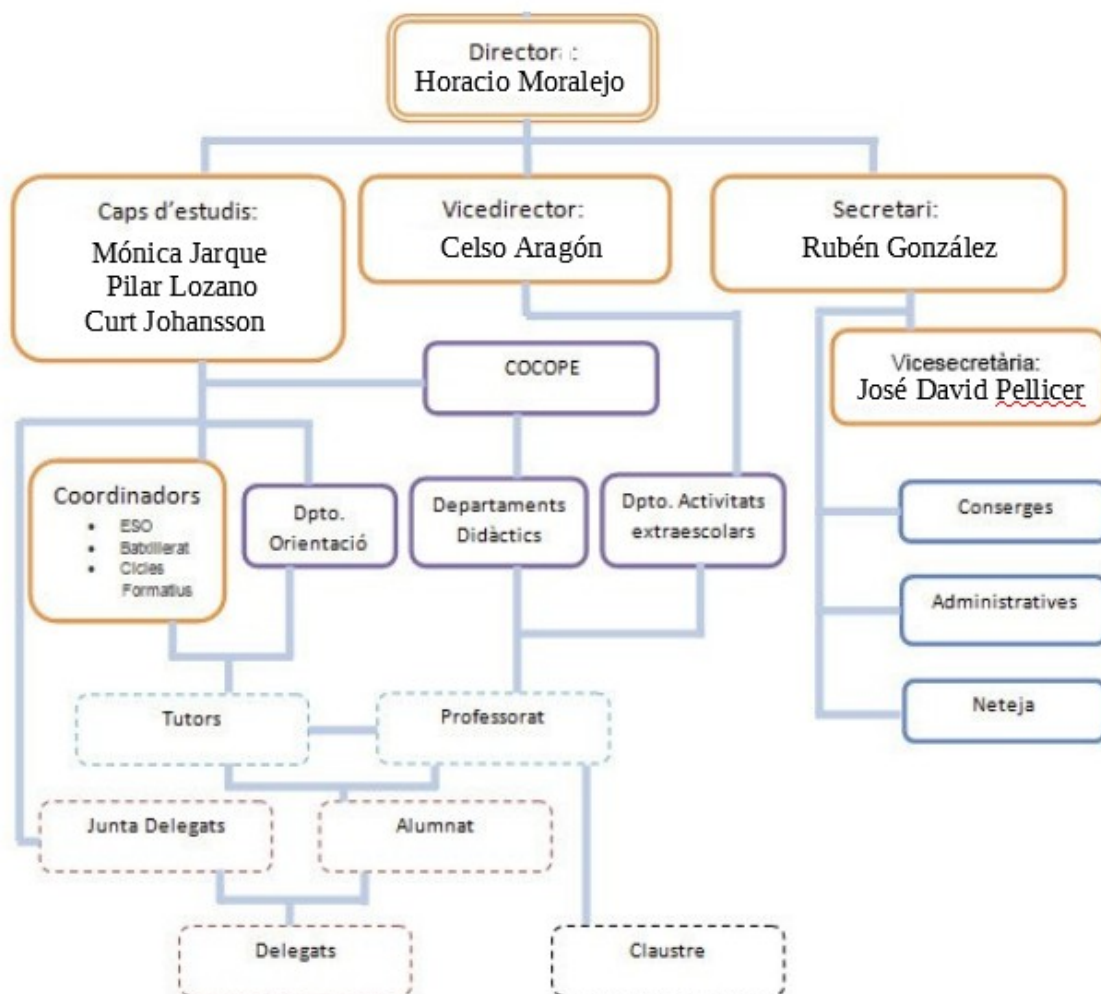 Director :
Horacio Moralejo
Caps d'estudis:
Mónica Jarque
Pilar Lozano
Curt Johansson
Vicedirector:
Celso Aragón
Secretari:
Rubén González
COCOPE
Vicesecretària:
José David Pellicer
Coordinadors
• ESO
• Batxillerat
• Cicles
Formatius
Dpto.
Orientació
Departaments
Didàctics
Dpto. Activitats
extraescolars
Conserges
Administratives
Neteja
Tutors
Professorat
Junta Delegats
Alumnat
Delegats
Claustre